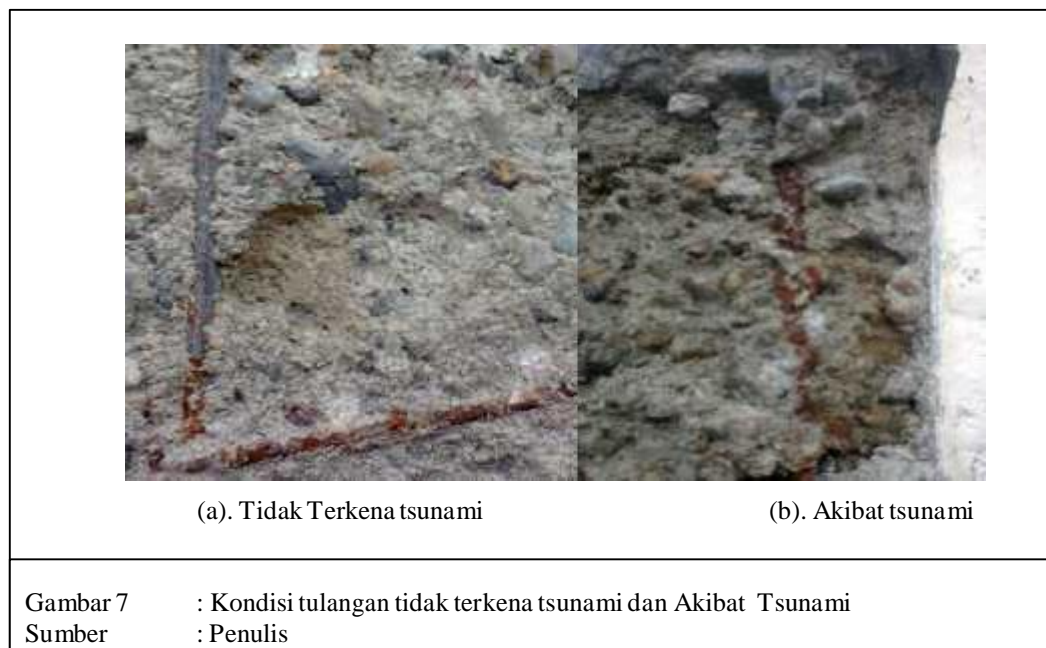 (a). Tidak Terkena tsunami
(b). Akibat tsunami
Gambar 7 : Kondisi tulangan tidak terkena tsunami dan Akibat Tsunami
Sumber : Penulis